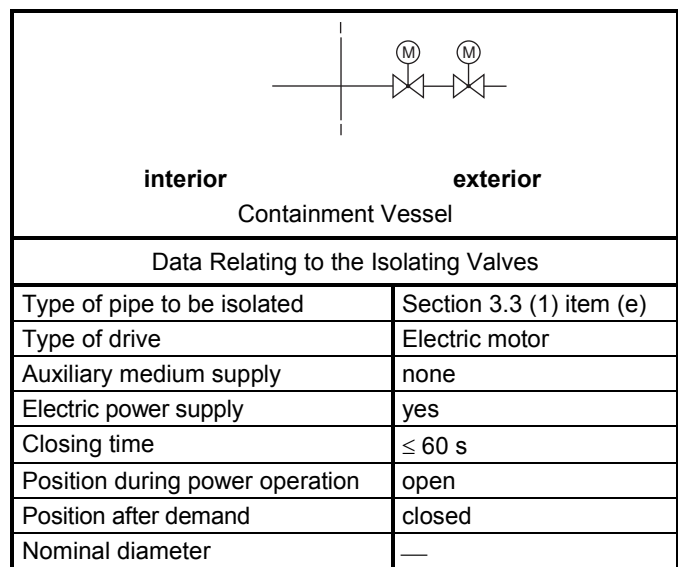 M M
interior exterior
Containment Vessel
Data Relating to the Isolating Valves
Type of pipe to be isolated Section 3.3 (1) item (e)
Type of drive Electric motor
Auxiliary medium supply none
Electric power supply yes
Closing time ≤ 60 s
Position during power operation open
Position after demand closed
Nominal diameter —